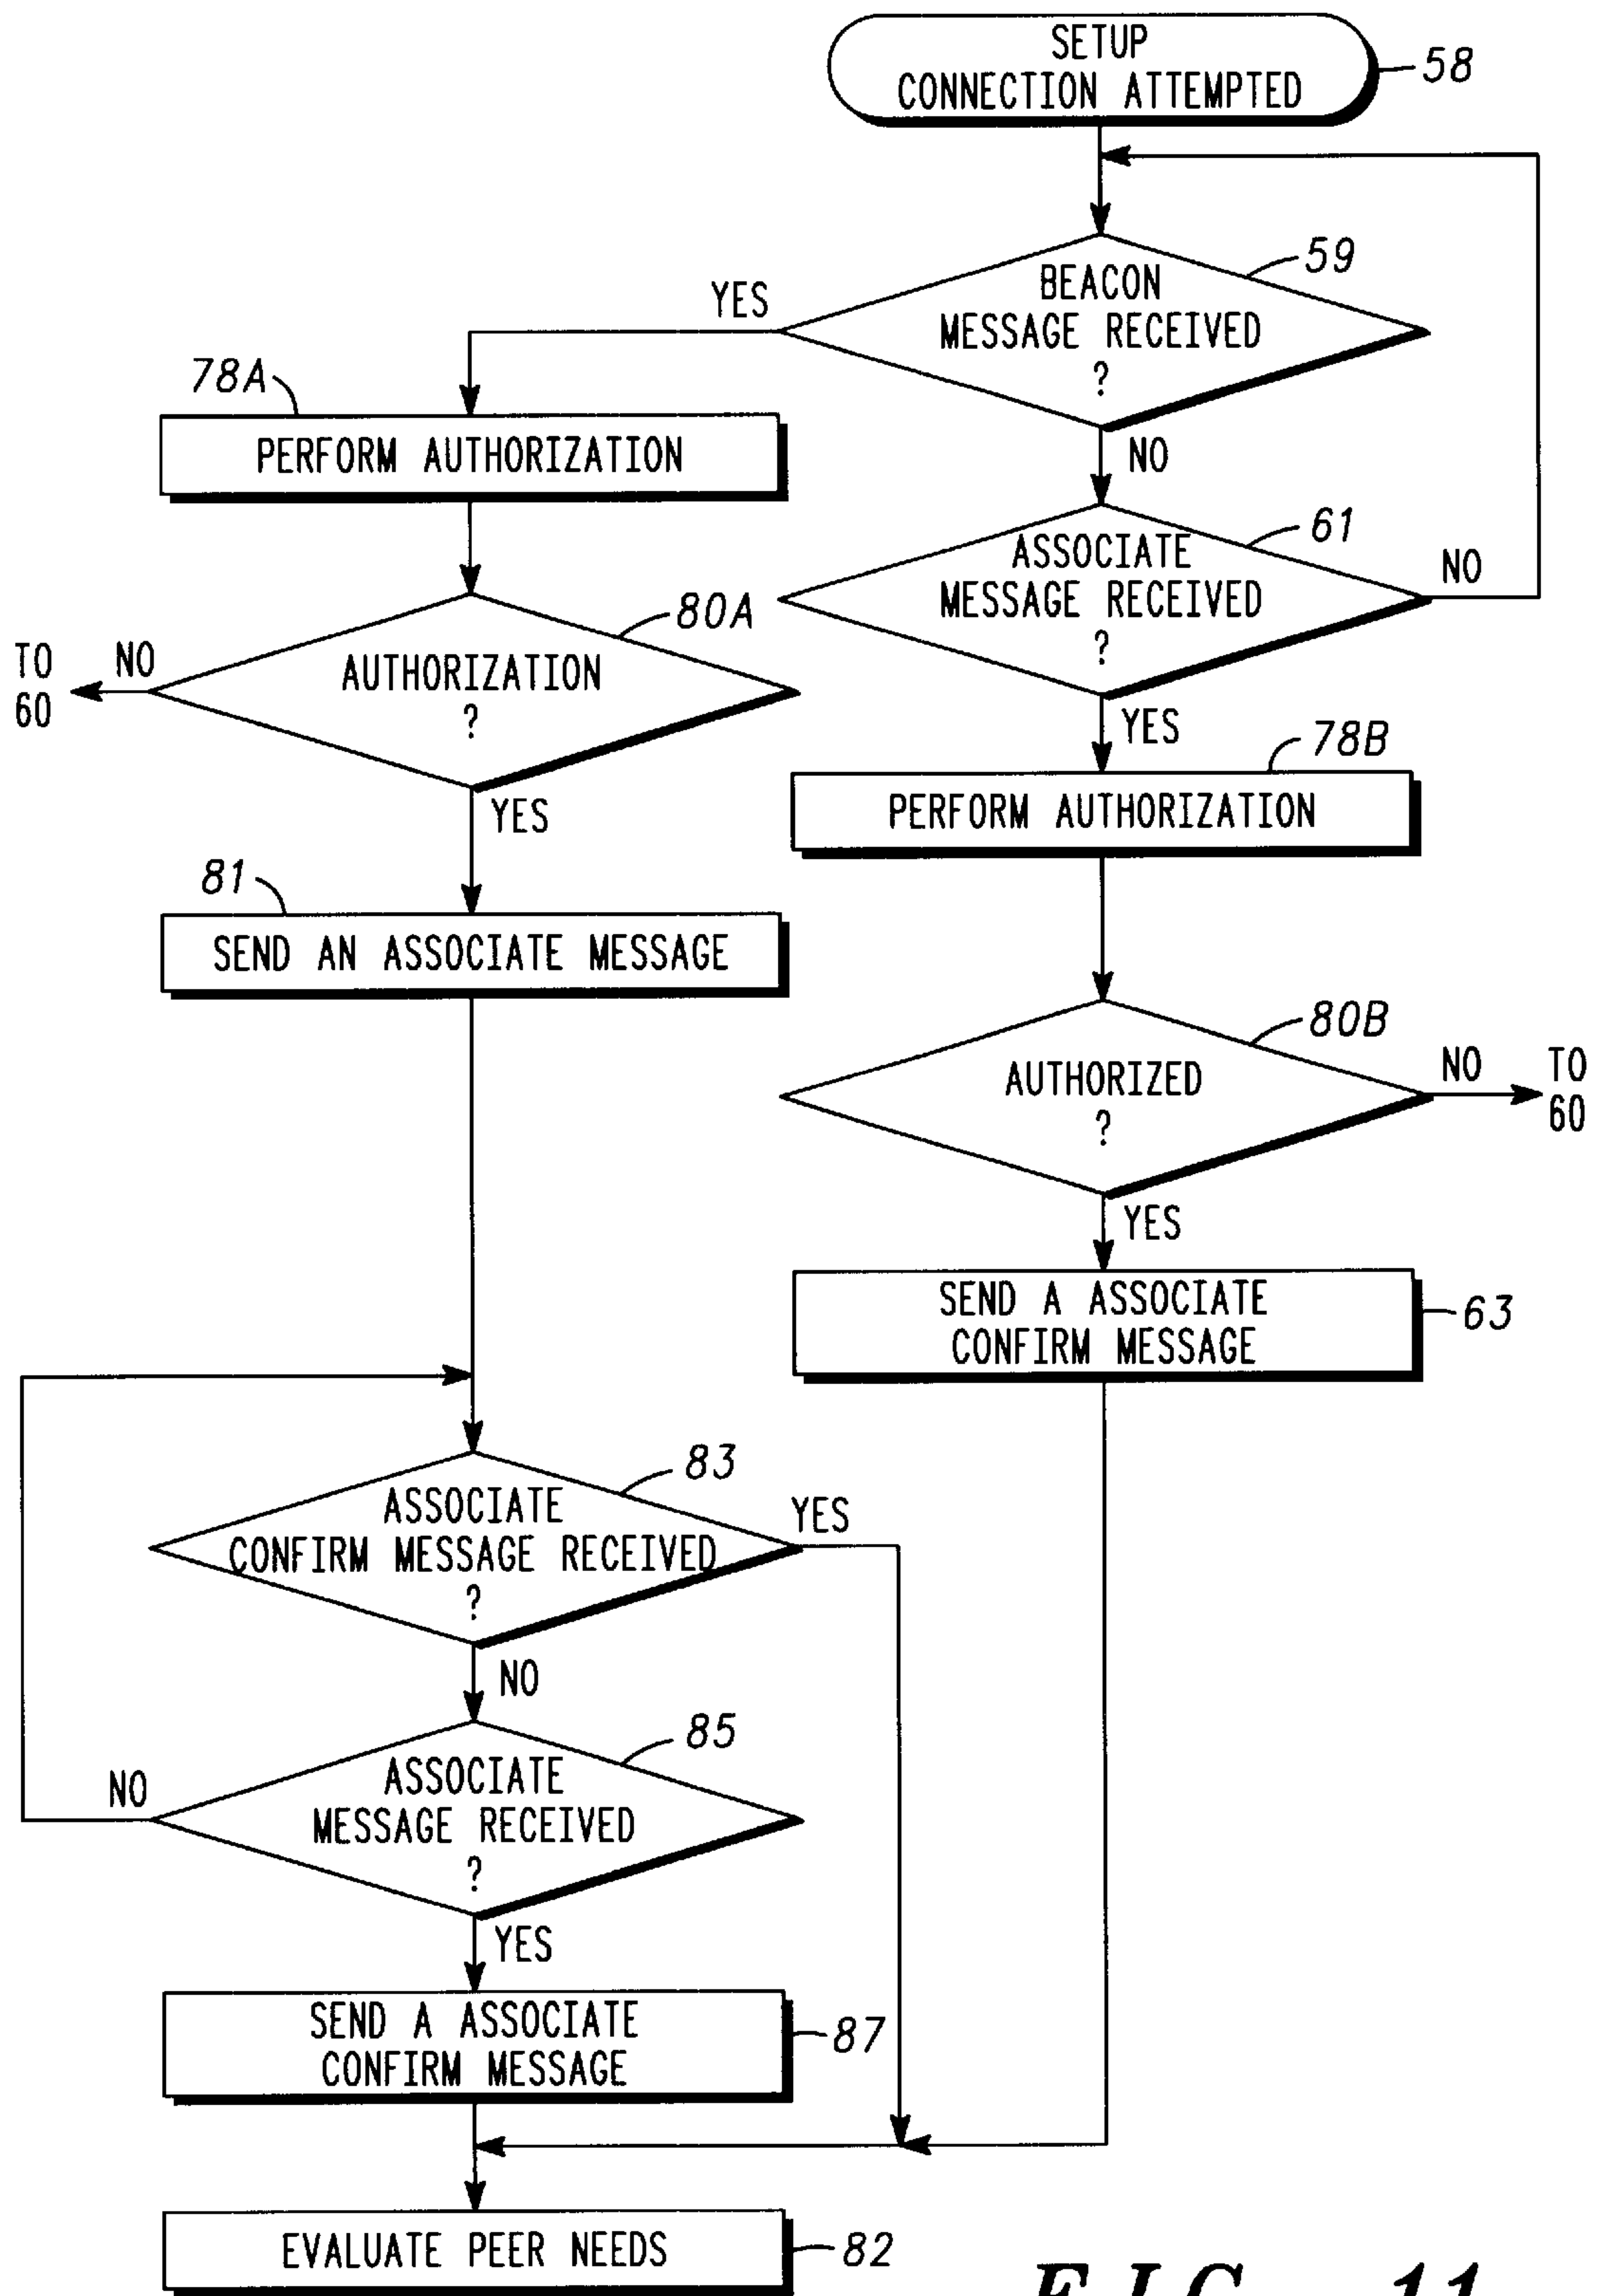 SETUP
CONNECTION ATTEMPTED
58
BEACON
MESSAGE RECEIVED
?
59
YES
NO
78A
PERFORM AUTHORIZATION
ASSOCIATE
MESSAGE RECEIVED
?
61
NO
YES
80A
AUTHORIZATION
?
NO
TO
60
YES
78B
PERFORM AUTHORIZATION
81
SEND AN ASSOCIATE MESSAGE
80B
AUTHORIZED
?
NO
TO
60
YES
SEND A ASSOCIATE
CONFIRM MESSAGE
63
83
ASSOCIATE
CONFIRM MESSAGE RECEIVED
?
YES
NO
85
ASSOCIATE
MESSAGE RECEIVED
?
NO
YES
SEND A ASSOCIATE
CONFIRM MESSAGE
87
EVALUATE PEER NEEDS
82
FIG. 11